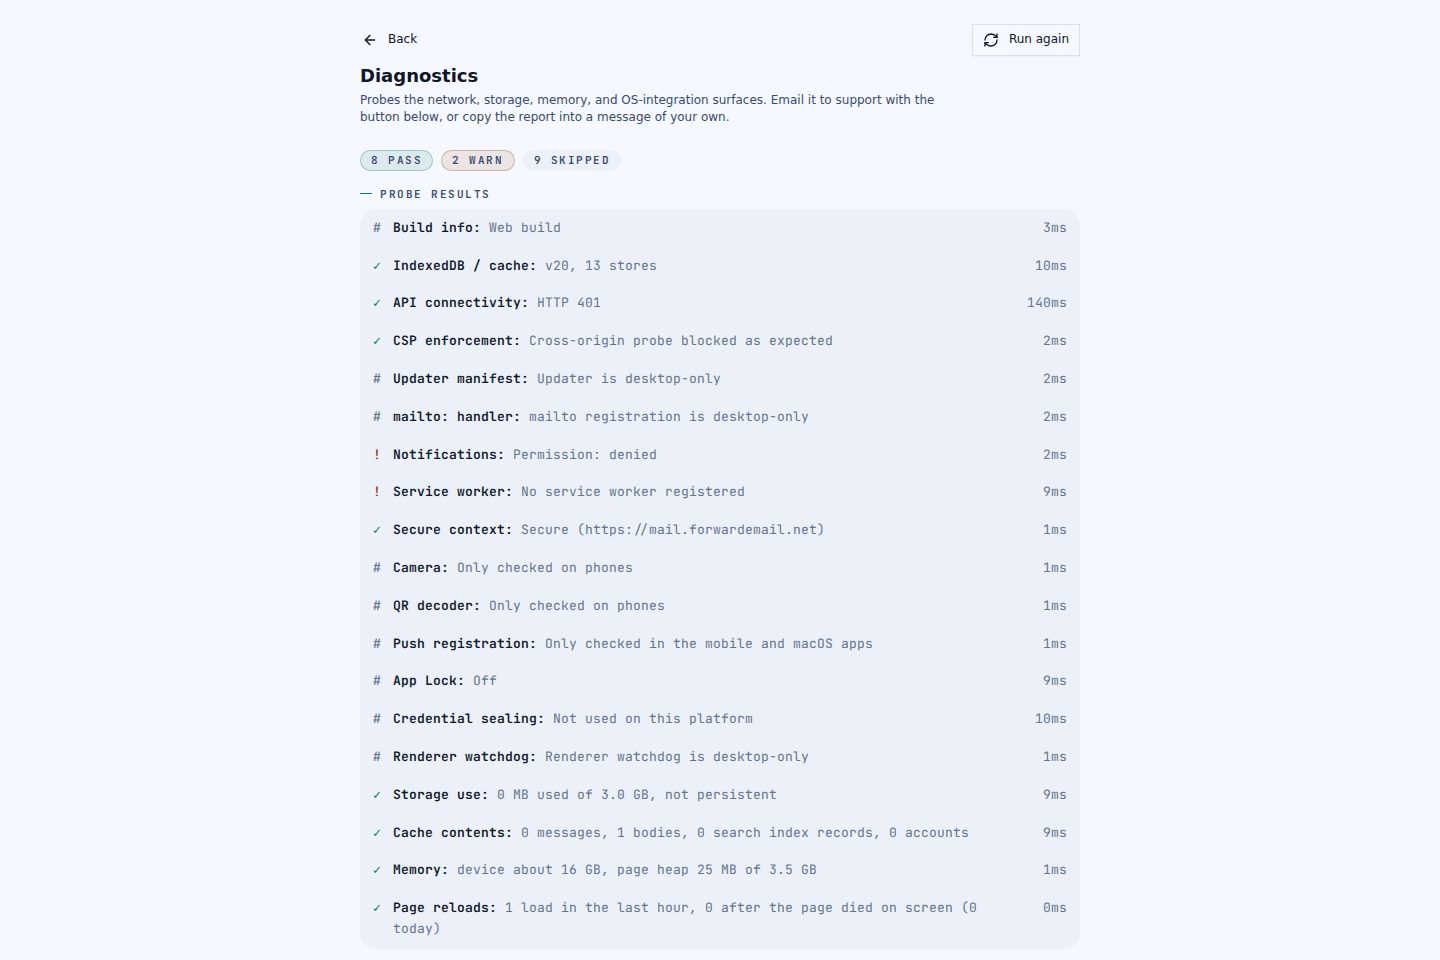 Back
Run again
Diagnostics
Probes the network, storage, memory, and OS-integration surfaces. Email it to support with the
button below, or copy the report into a message of your own.
8 PASS
2 WARN
9 SKIPPED
PROBE RESULTS
# Build info: Web build 3ms
✓ IndexedDB / cache: v20, 13 stores 10ms
✓ API connectivity: HTTP 401 140ms
✓ CSP enforcement: Cross-origin probe blocked as expected 2ms
# Updater manifest: Updater is desktop-only 2ms
# mailto: handler: mailto registration is desktop-only 2ms
! Notifications: Permission: denied 2ms
! Service worker: No service worker registered 9ms
✓ Secure context: Secure (https://mail.forwardemail.net) 1ms
# Camera: Only checked on phones 1ms
# QR decoder: Only checked on phones 1ms
# Push registration: Only checked in the mobile and macOS apps 1ms
# App Lock: Off 9ms
# Credential sealing: Not used on this platform 10ms
# Renderer watchdog: Renderer watchdog is desktop-only 1ms
✓ Storage use: 0 MB used of 3.0 GB, not persistent 9ms
✓ Cache contents: 0 messages, 1 bodies, 0 search index records, 0 accounts 9ms
✓ Memory: device about 16 GB, page heap 25 MB of 3.5 GB 1ms
✓ Page reloads: 1 load in the last hour, 0 after the page died on screen (0 0ms
today)